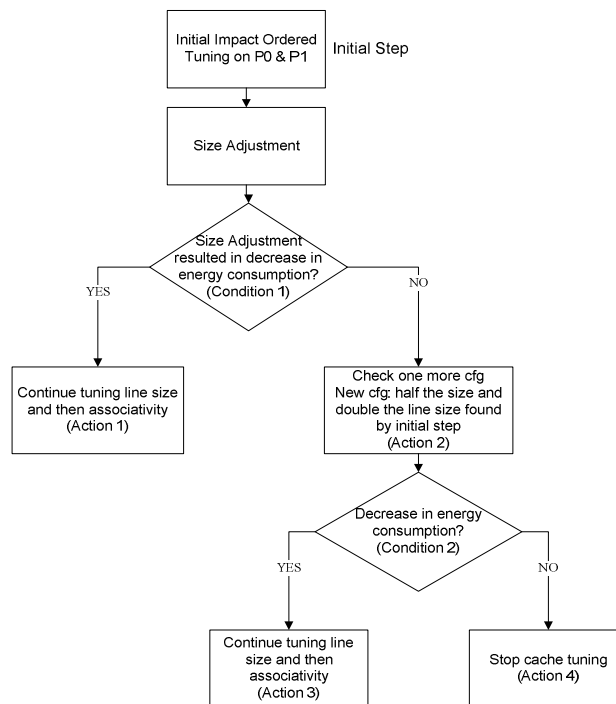 Initial Impact Ordered
Tuning on P0 & P1
Initial Step
Size Adjustment
Size Adjustment
resulted in decrease in
energy consumption?
(Condition 1)
YES
NO
Continue tuning line size
and then associativity
(Action 1)
Check one more cfg
New cfg: half the size and
double the line size found
by initial step
(Action 2)
Decrease in energy
consumption?
(Condition 2)
YES
NO
Continue tuning line
size and then
associativity
(Action 3)
Stop cache tuning
(Action 4)